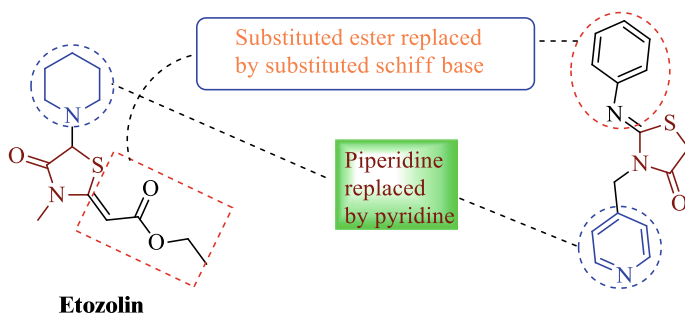 Substituted ester replaced
by substituted schiff base
N
O
S
N
O
O
Etozolin
Piperidine
replaced
by pyridine
N
S
N
O
N